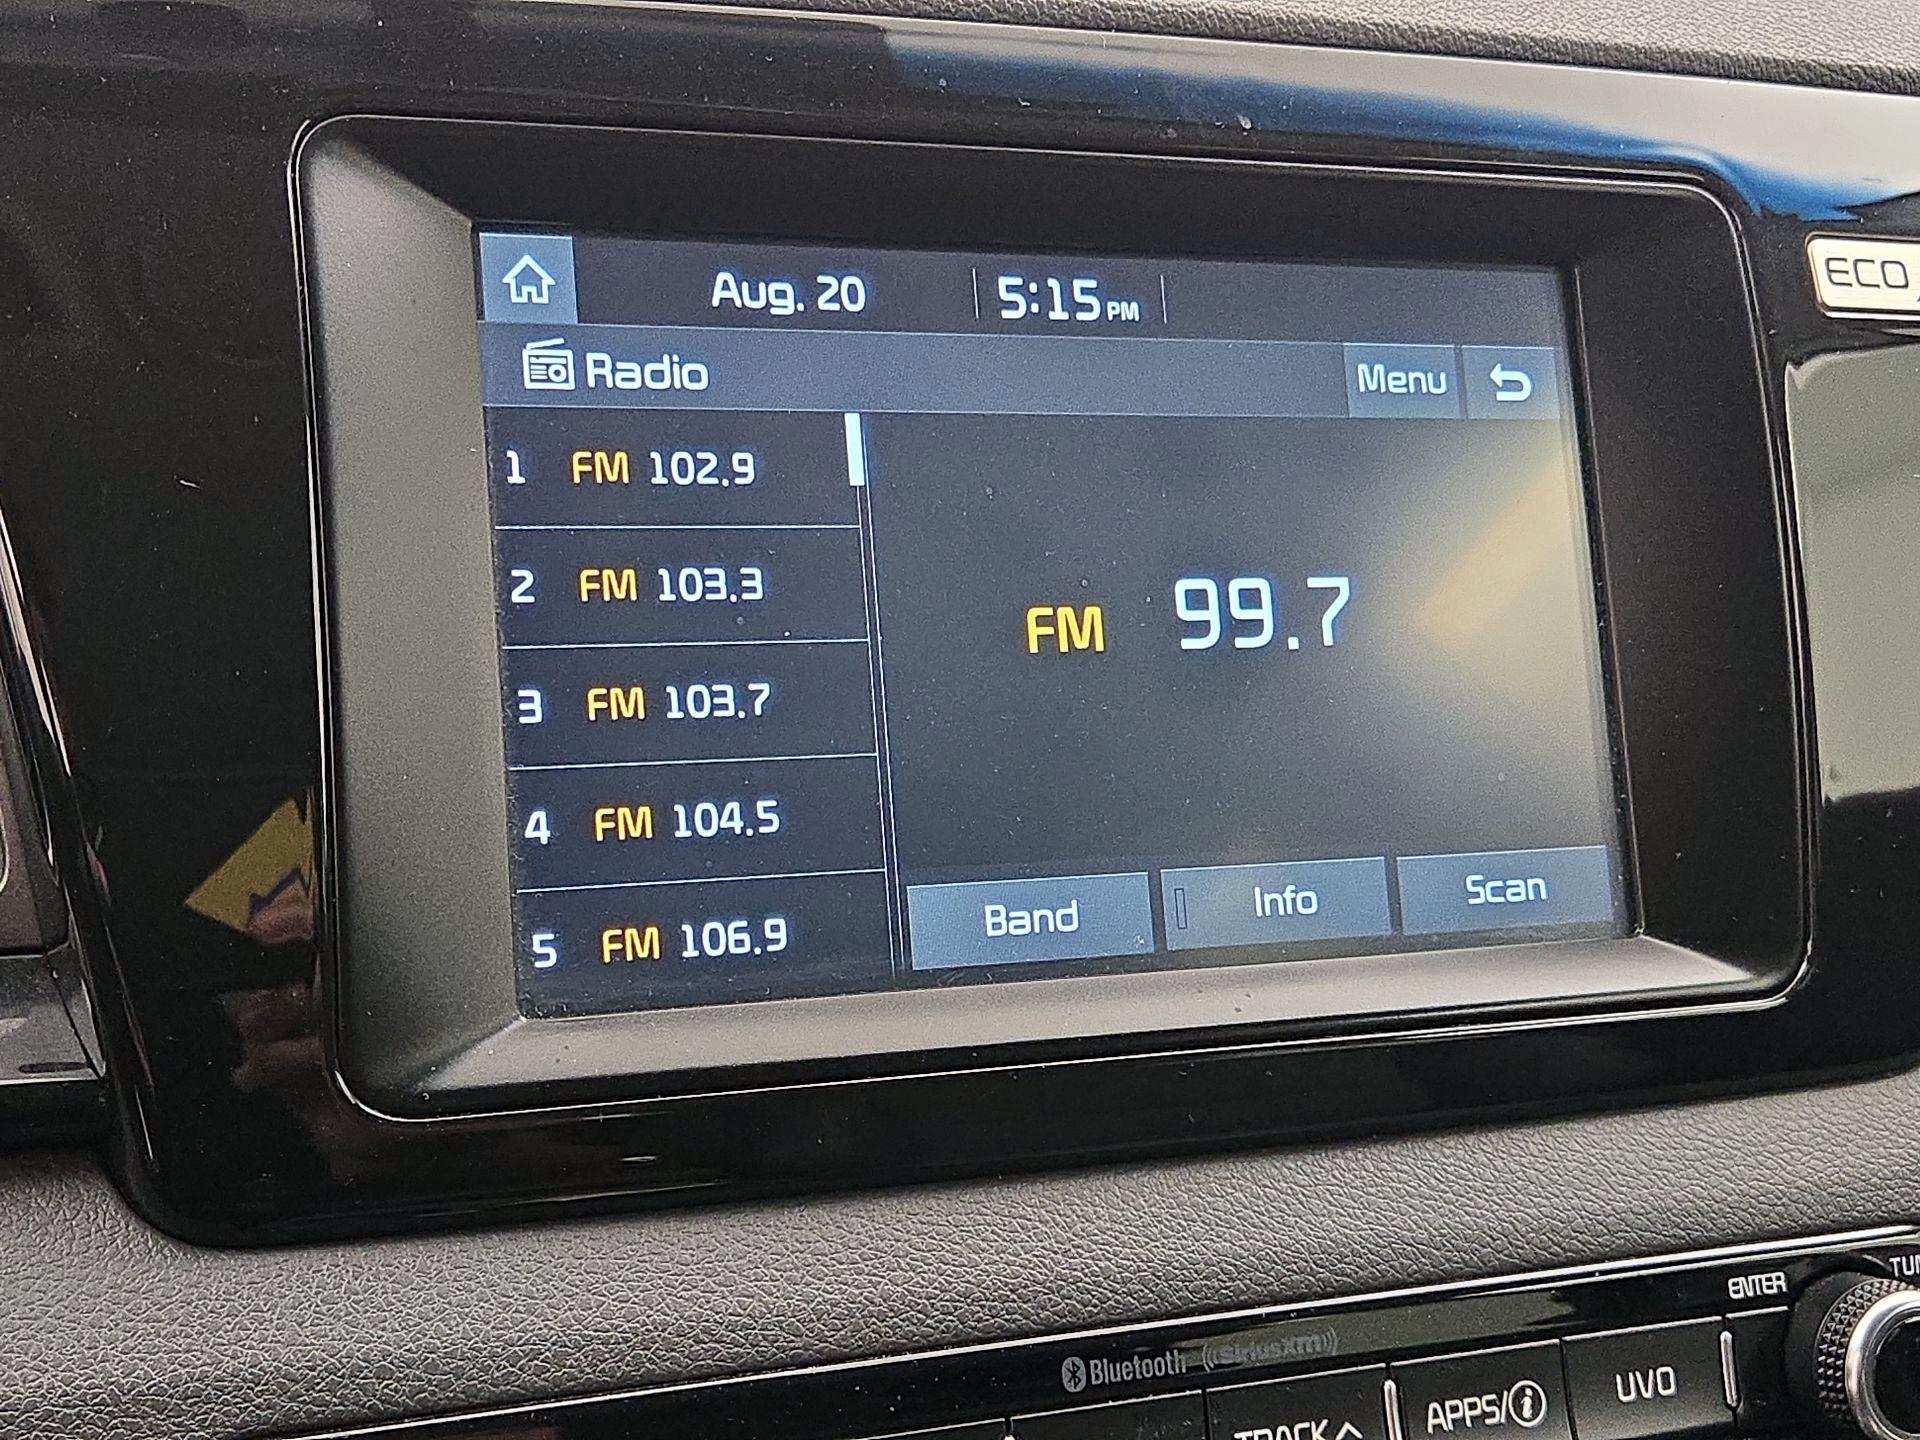 Aug. 20 5:15 PM
Radio Menu
1 FM 102.9
2 FM 103.3
3 FM 103.7
4 FM 104.5
5 FM 106.9
FM 99.7
Band Info Scan
ECO
ENTER
Bluetooth SiriusXM
TRACK APPS/i UVO